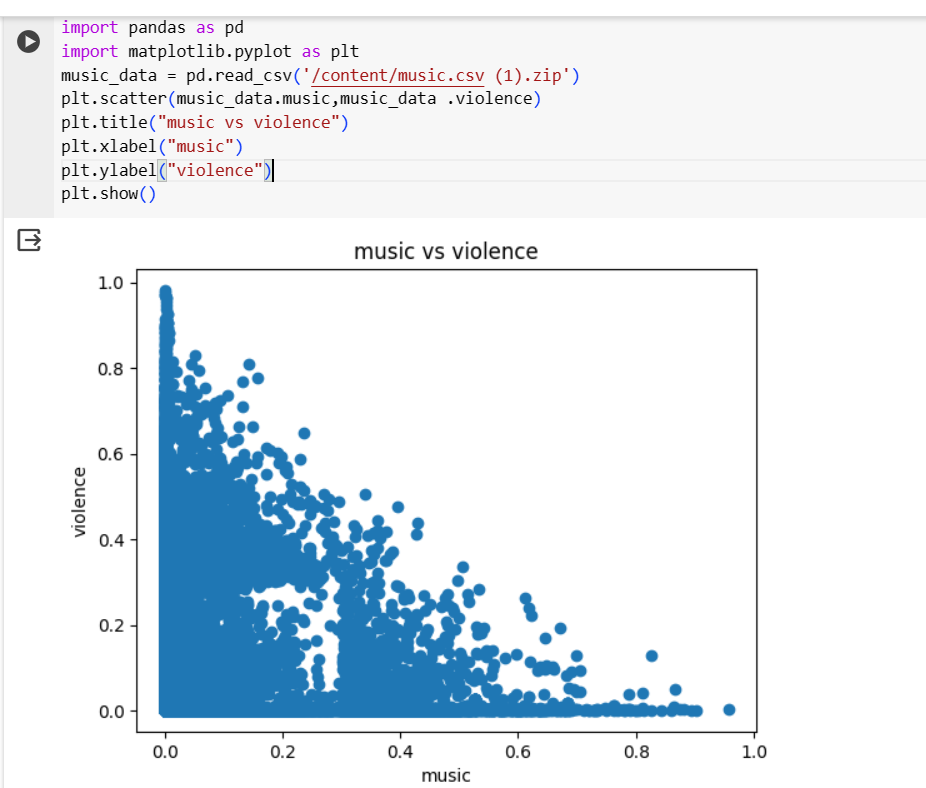 import pandas as pd
import matplotlib.pyplot as plt
music_data = pd.read_csv('/content/music.csv (1).zip')
plt.scatter(music_data.music,music_data .violence)
plt.title("music vs violence")
plt.xlabel("music")
plt.ylabel("violence")
plt.show()
music vs violence
1.0
0.8
0.6
violence
0.4
0.2
0.0
0.0 0.2 0.4 0.6 0.8 1.0
music